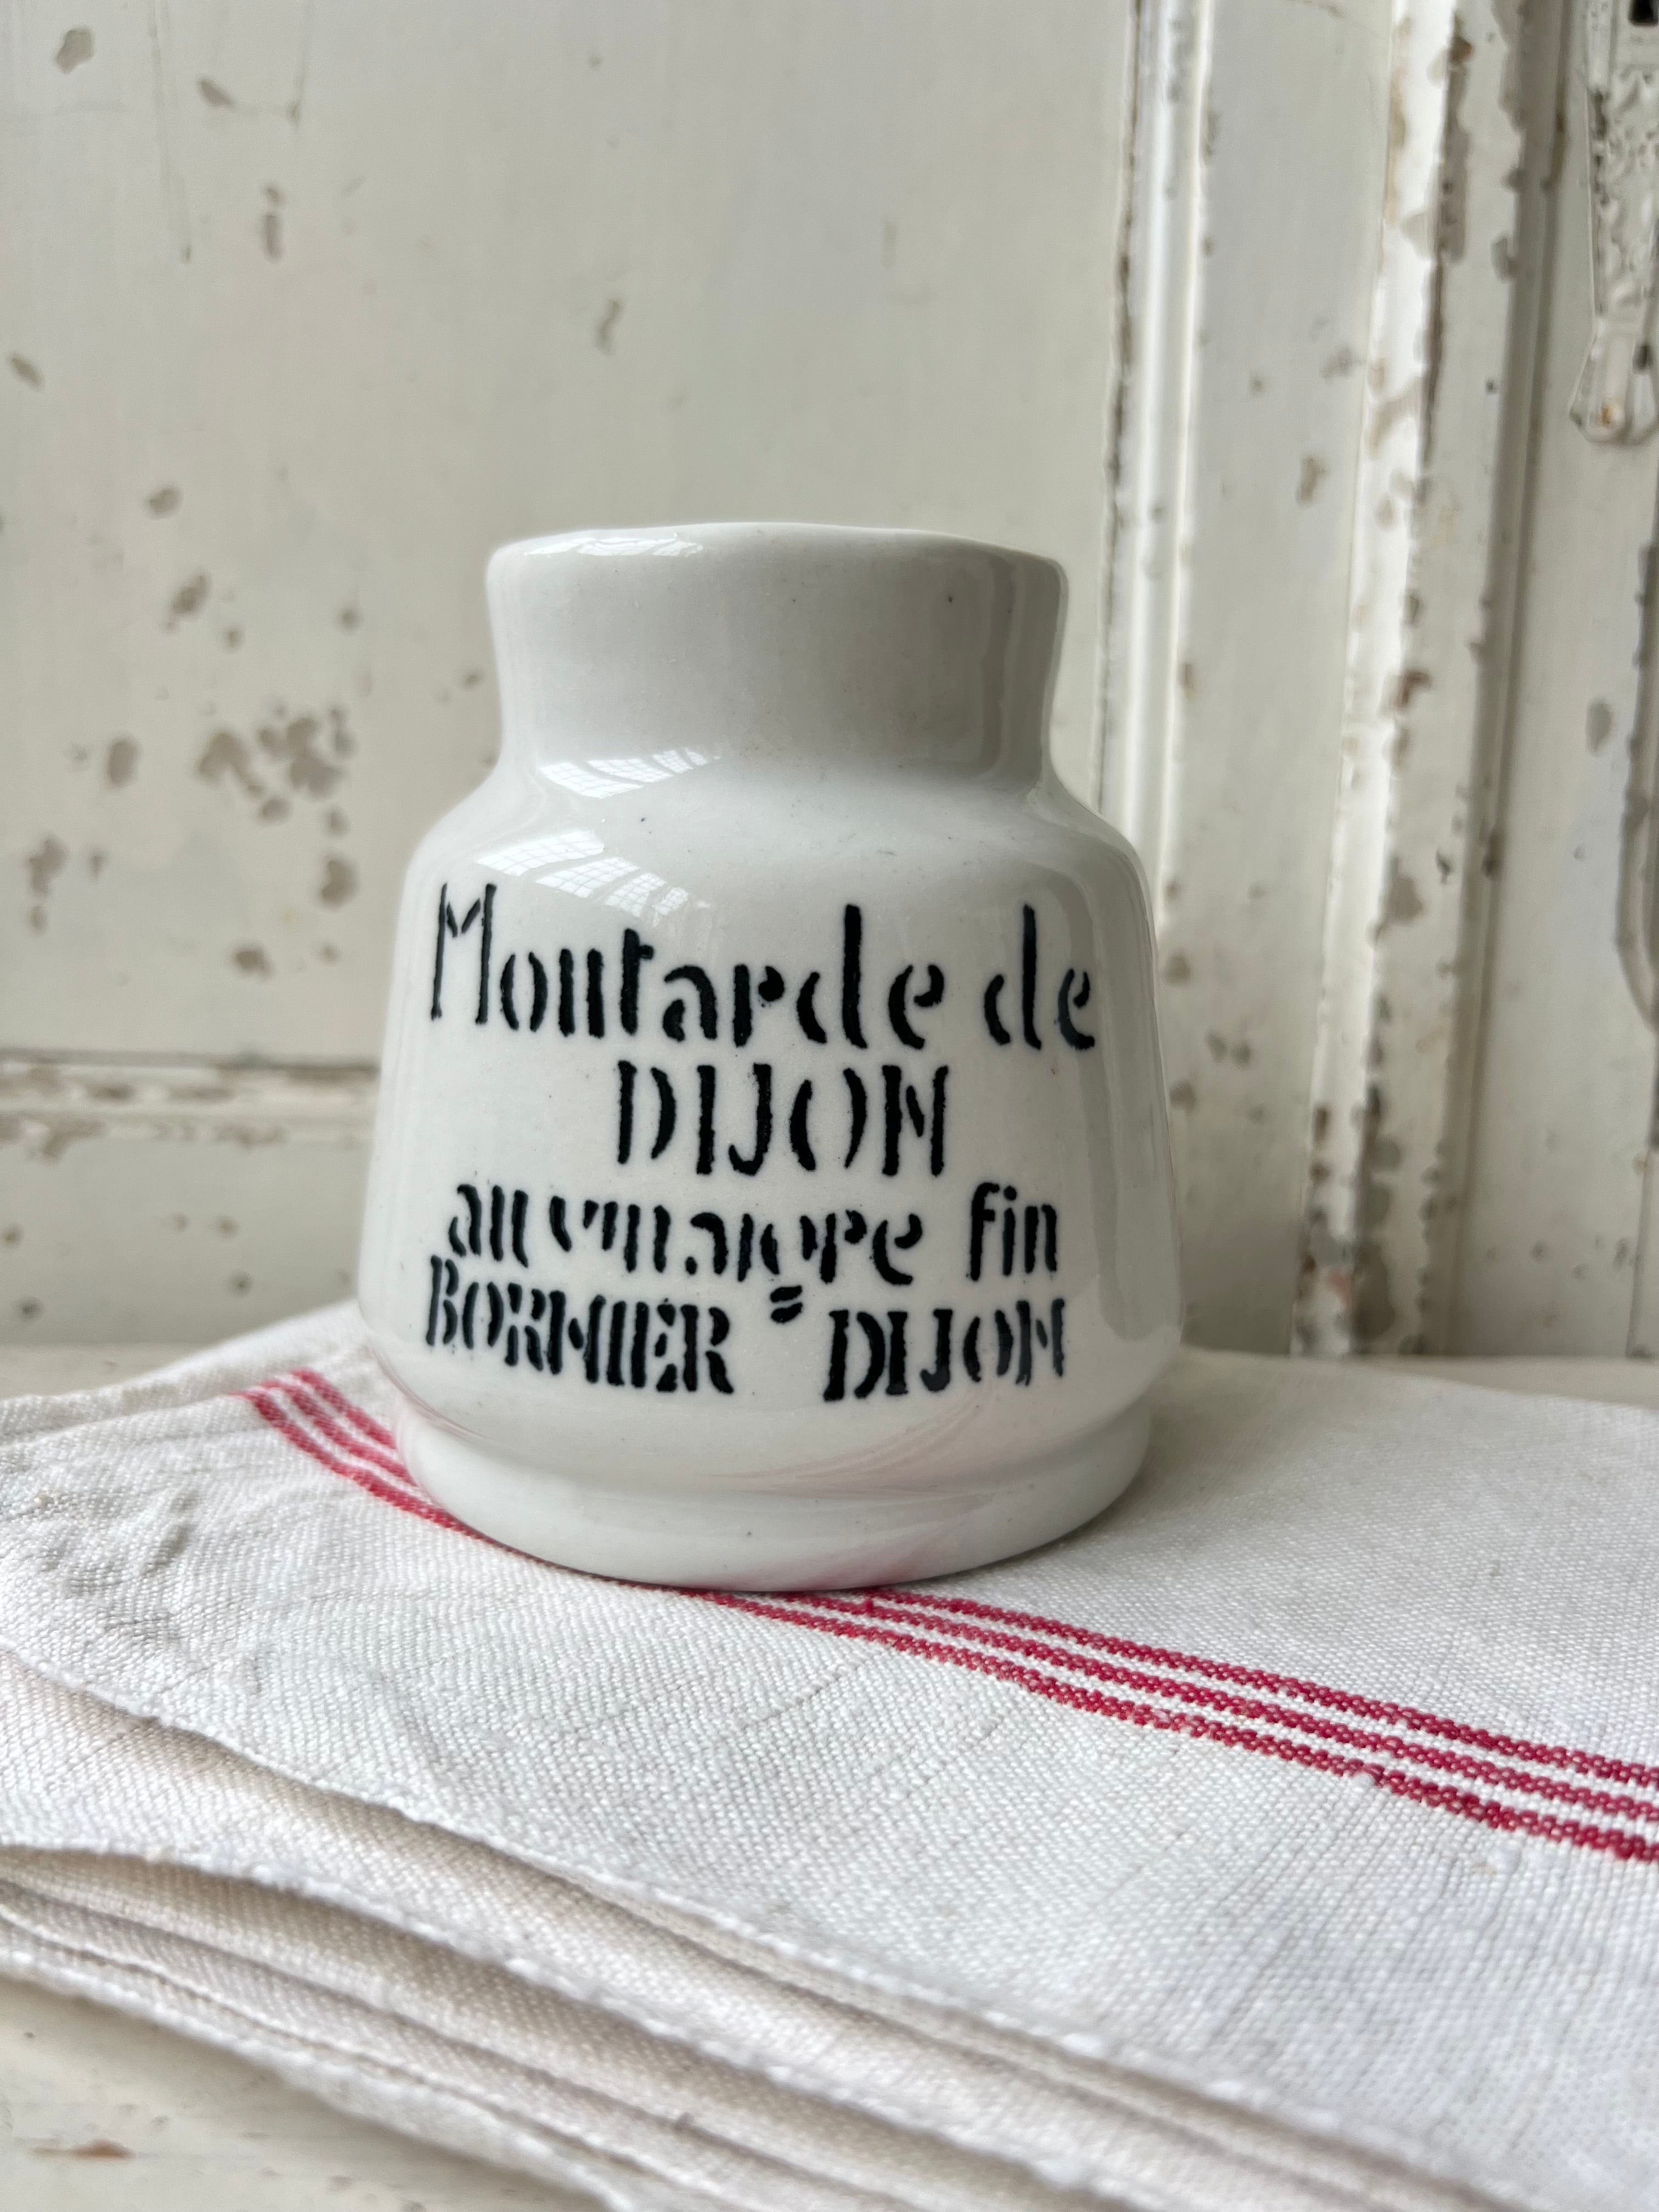 Moutarde de
DIJON
au vinaigre fin
BORNIER = DIJON